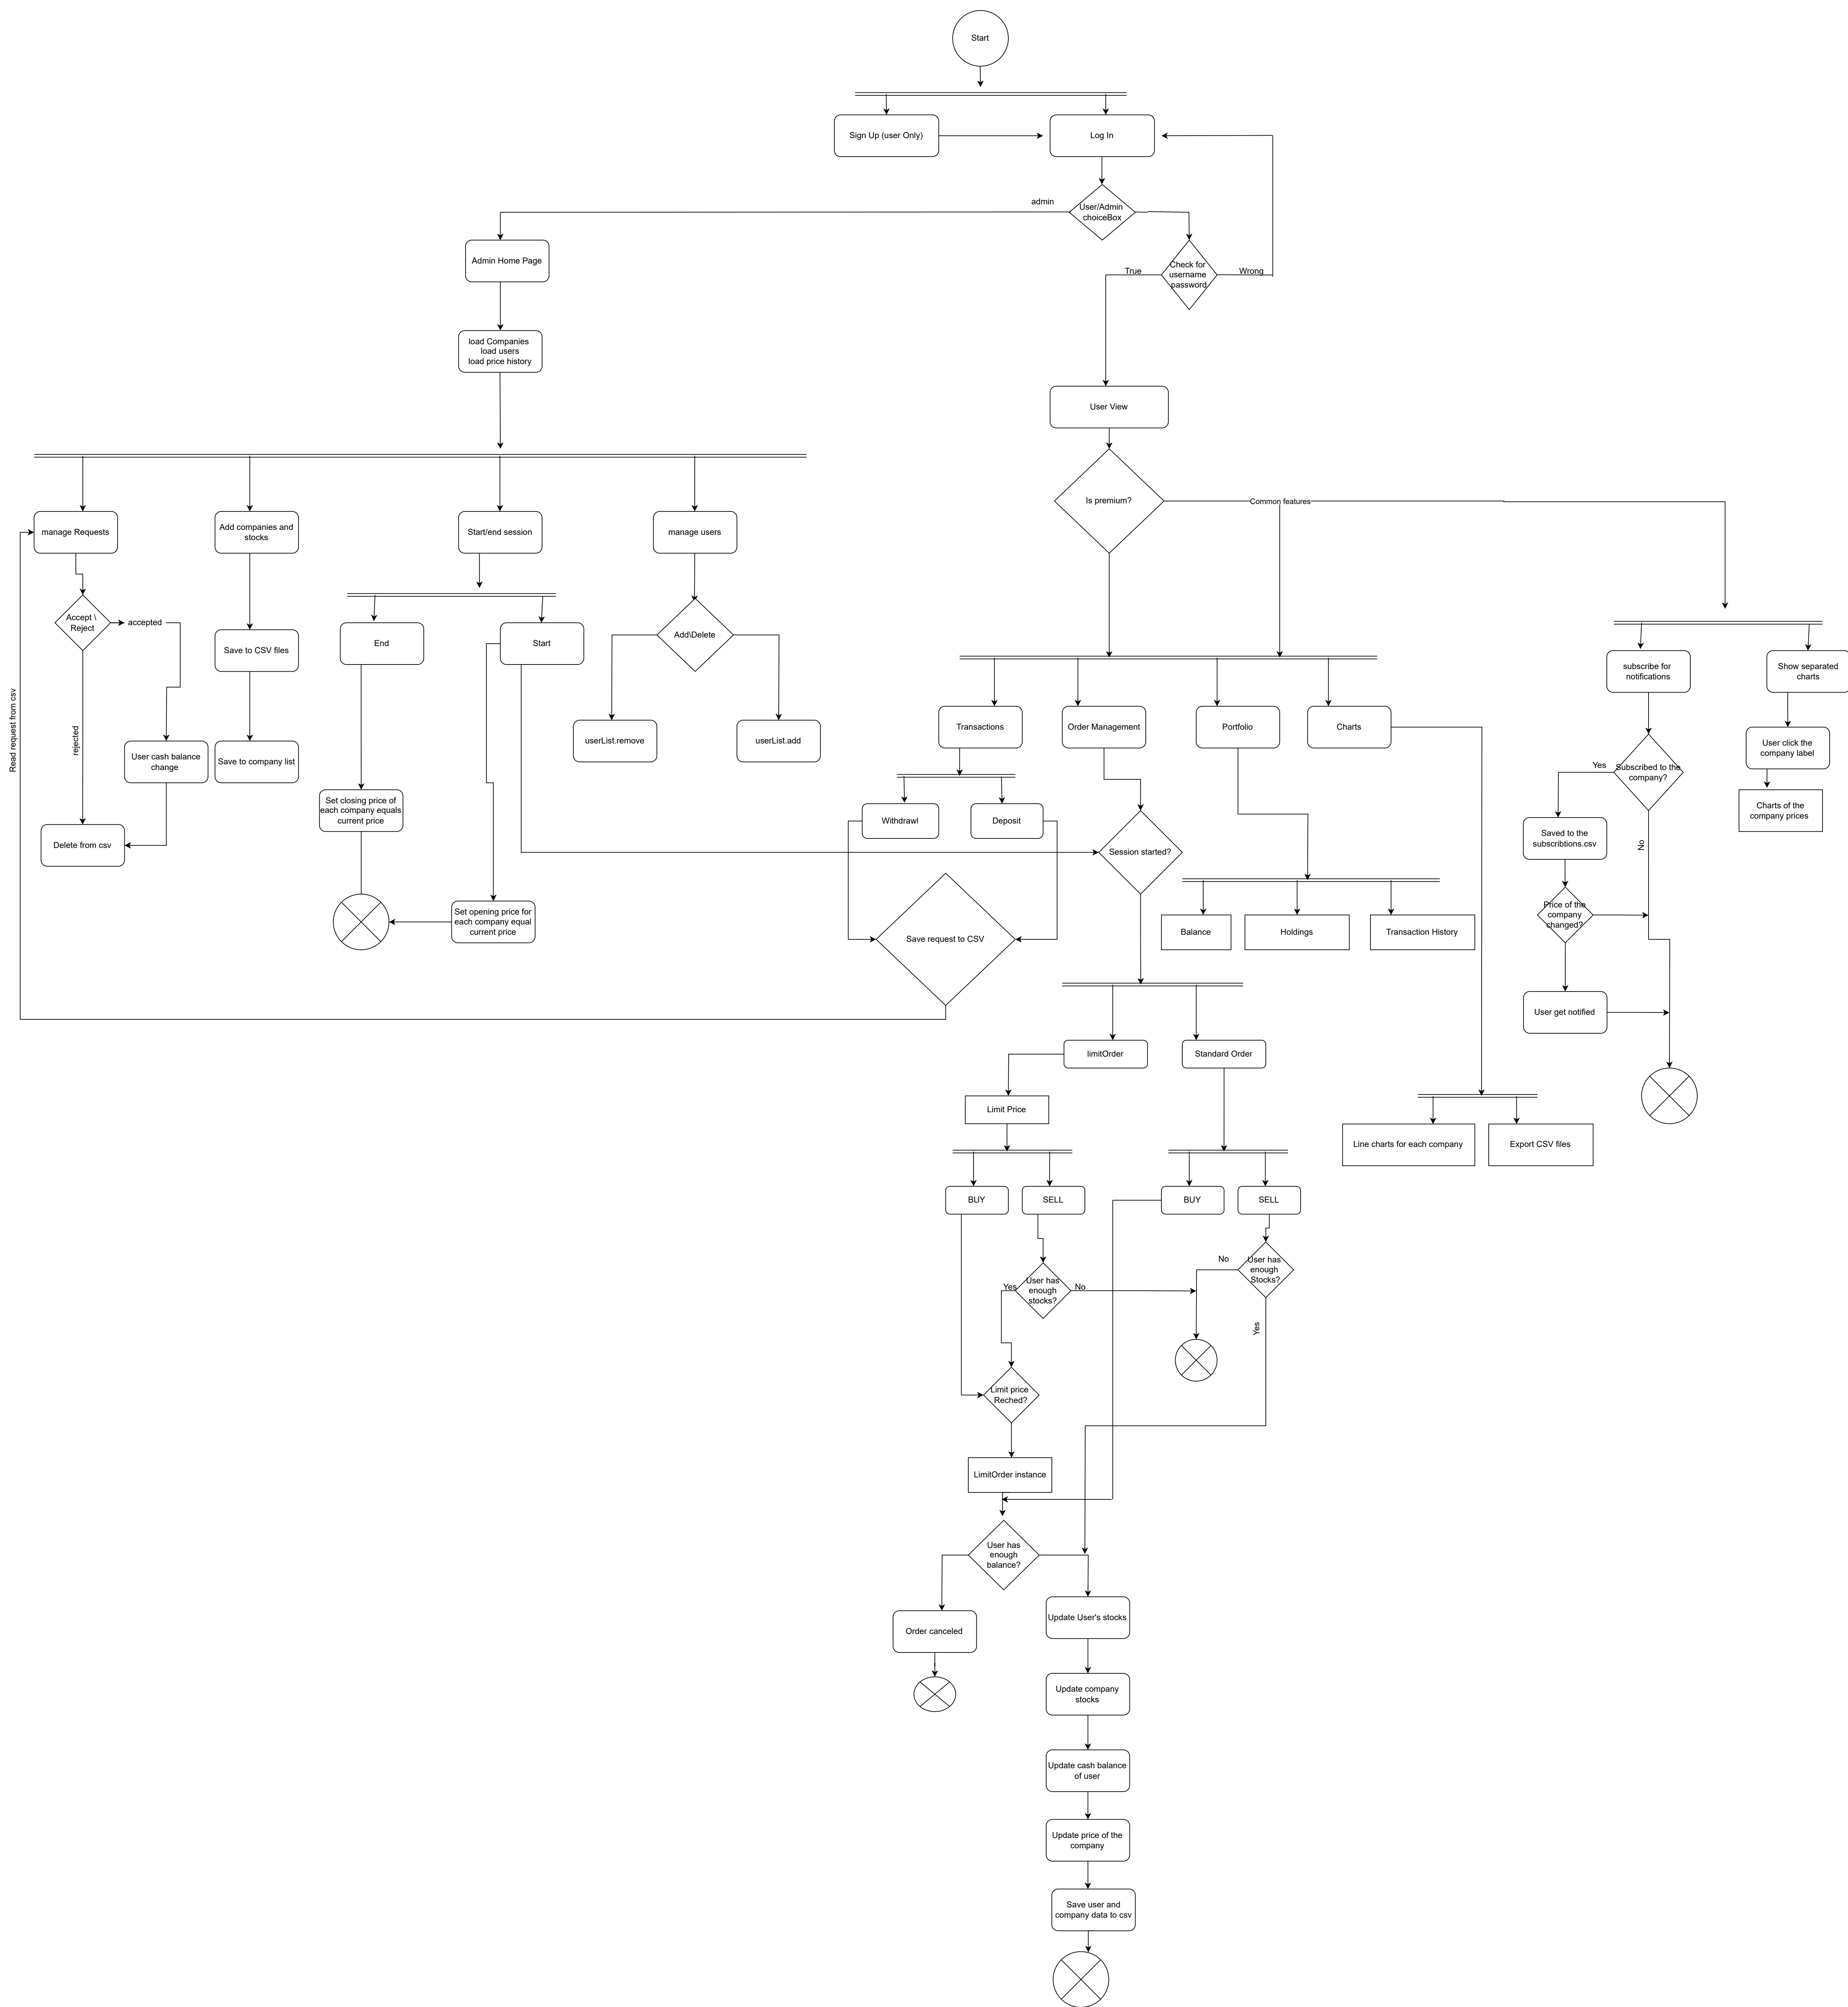 Start
Sign Up (user Only)
Log In
admin
User/Admin
choiceBox
Admin Home Page
Check for
username
password
True
Wrong
load Companies
load users
load price history
User View
Is premium?
Common features
manage Requests
Add companies and
stocks
Start/end session
manage users
Accept \
Reject
accepted
rejected
Read request from csv
Save to CSV files
End
Start
Add\Delete
subscribe for
notifications
Show separated
charts
User cash balance
change
Save to company list
userList.remove
userList.add
Transactions
Order Management
Portfolio
Charts
User click the
company label
Yes
Subscribed to the
company?
No
Set closing price of
each company equals
current price
Withdrawl
Deposit
Charts of the
company prices
Delete from csv
Session started?
Saved to the
subscribtions.csv
Set opening price for
each company equal
current price
Save request to CSV
Balance
Holdings
Transaction History
Price of the
company
changed?
User get notified
limitOrder
Standard Order
Limit Price
Line charts for each company
Export CSV files
BUY
SELL
BUY
SELL
Yes
User has
enough
stocks?
No
No
User has
enough
Stocks?
Yes
Limit price
Reched?
LimitOrder instance
User has
enough
balance?
Order canceled
Update User's stocks
Update company
stocks
Update cash balance
of user
Update price of the
company
Save user and
company data to csv